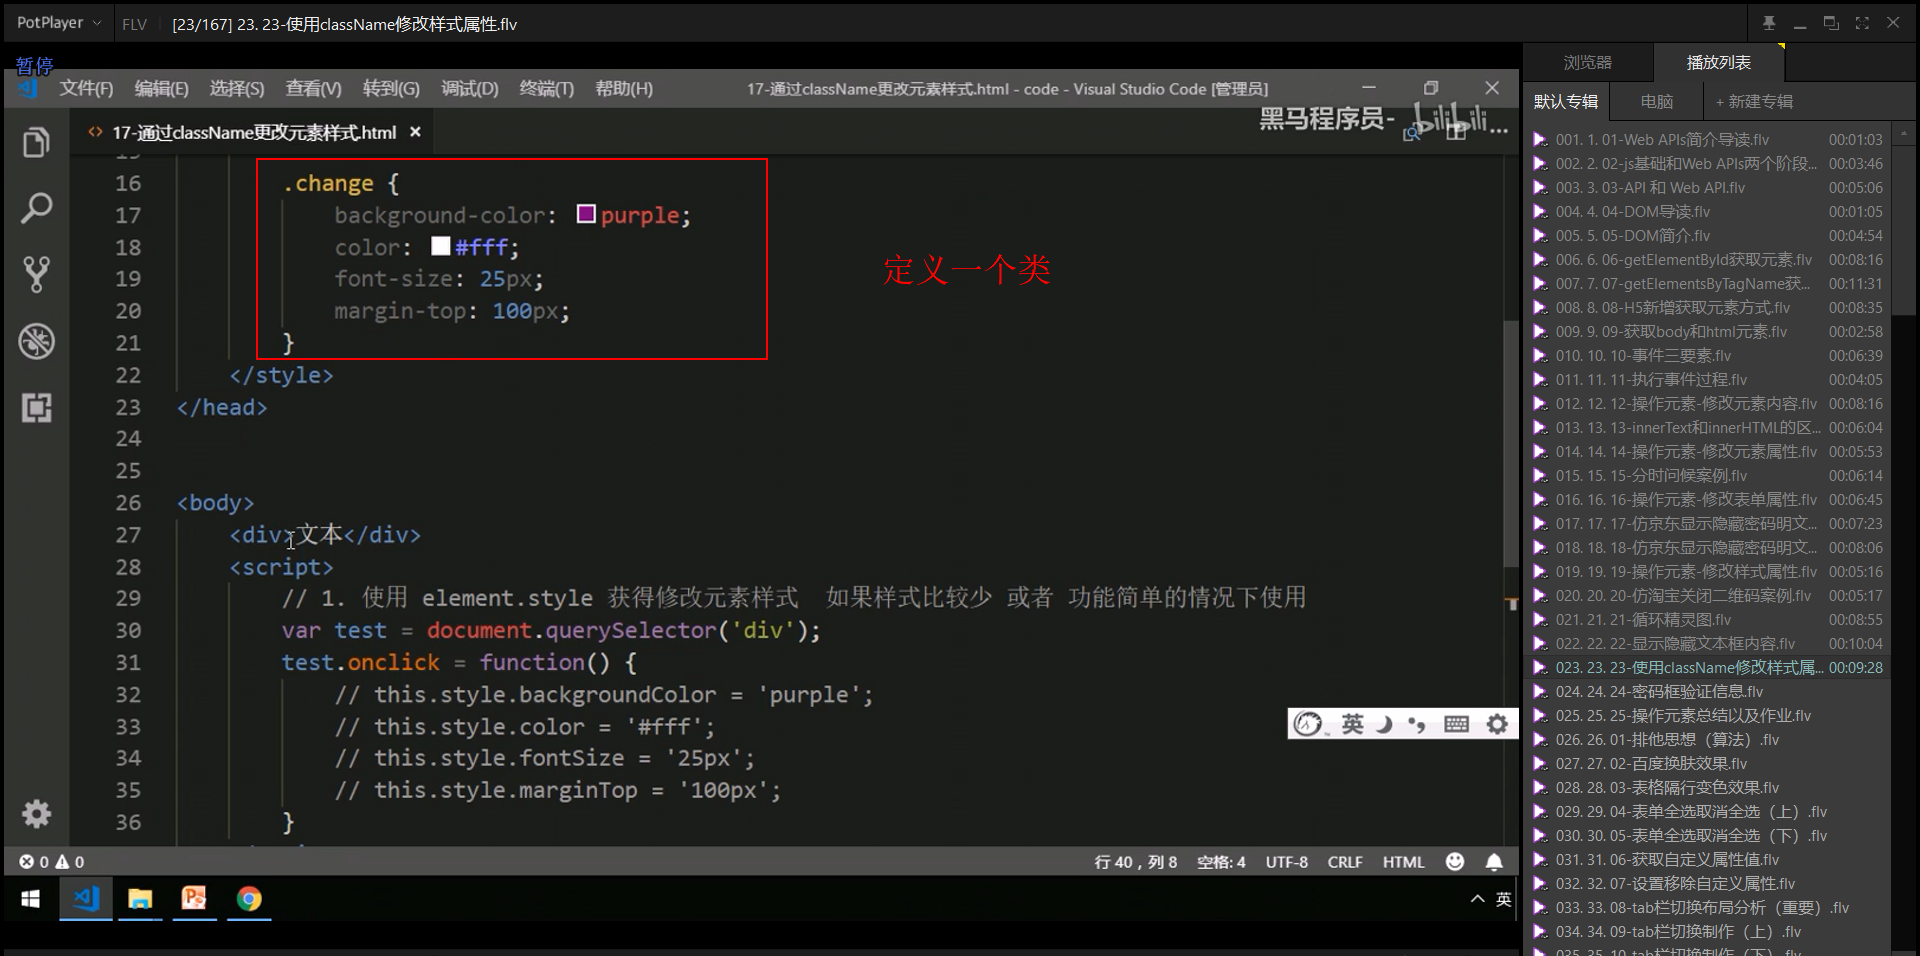 PotPlayer FLV [23/167] 23. 23-使用className修改样式属性.flv
暂停
文件(F) 编辑(E) 选择(S) 查看(V) 转到(G) 调试(D) 终端(T) 帮助(H) 17-通过className更改元素样式.html - code - Visual Studio Code [管理员]
17-通过className更改元素样式.html ×
黑马程序员- bilibili
16 .change {
17 background-color: purple;
18 color: #fff;
19 font-size: 25px;
20 margin-top: 100px;
21 }
22 </style>
23 </head>
24
25
26 <body>
27 <div>文本</div>
28 <script>
29 // 1. 使用 element.style 获得修改元素样式 如果样式比较少 或者 功能简单的情况下使用
30 var test = document.querySelector('div');
31 test.onclick = function() {
32 // this.style.backgroundColor = 'purple';
33 // this.style.color = '#fff';
34 // this.style.fontSize = '25px';
35 // this.style.marginTop = '100px';
36 }
定义一个类
英
0 0 行 40，列 8 空格: 4 UTF-8 CRLF HTML
英
浏览器 播放列表
默认专辑 电脑 + 新建专辑
001. 1. 01-Web APIs简介导读.flv 00:01:03
002. 2. 02-js基础和Web APIs两个阶段... 00:03:46
003. 3. 03-API 和 Web API.flv 00:05:06
004. 4. 04-DOM导读.flv 00:01:05
005. 5. 05-DOM简介.flv 00:04:54
006. 6. 06-getElementById获取元素.flv 00:08:16
007. 7. 07-getElementsByTagName获... 00:11:31
008. 8. 08-H5新增获取元素方式.flv 00:08:35
009. 9. 09-获取body和html元素.flv 00:02:58
010. 10. 10-事件三要素.flv 00:06:39
011. 11. 11-执行事件过程.flv 00:04:05
012. 12. 12-操作元素-修改元素内容.flv 00:08:16
013. 13. 13-innerText和innerHTML的区... 00:06:04
014. 14. 14-操作元素-修改元素属性.flv 00:05:53
015. 15. 15-分时问候案例.flv 00:06:14
016. 16. 16-操作元素-修改表单属性.flv 00:06:45
017. 17. 17-仿京东显示隐藏密码明文... 00:07:23
018. 18. 18-仿京东显示隐藏密码明文... 00:08:06
019. 19. 19-操作元素-修改样式属性.flv 00:05:16
020. 20. 20-仿淘宝关闭二维码案例.flv 00:05:17
021. 21. 21-循环精灵图.flv 00:08:55
022. 22. 22-显示隐藏文本框内容.flv 00:10:04
023. 23. 23-使用className修改样式属... 00:09:28
024. 24. 24-密码框验证信息.flv
025. 25. 25-操作元素总结以及作业.flv
026. 26. 01-排他思想（算法）.flv
027. 27. 02-百度换肤效果.flv
028. 28. 03-表格隔行变色效果.flv
029. 29. 04-表单全选取消全选（上）.flv
030. 30. 05-表单全选取消全选（下）.flv
031. 31. 06-获取自定义属性值.flv
032. 32. 07-设置移除自定义属性.flv
033. 33. 08-tab栏切换布局分析（重要）.flv
034. 34. 09-tab栏切换制作（上）.flv
035. 35. 10-tab栏切换制作（下）.flv